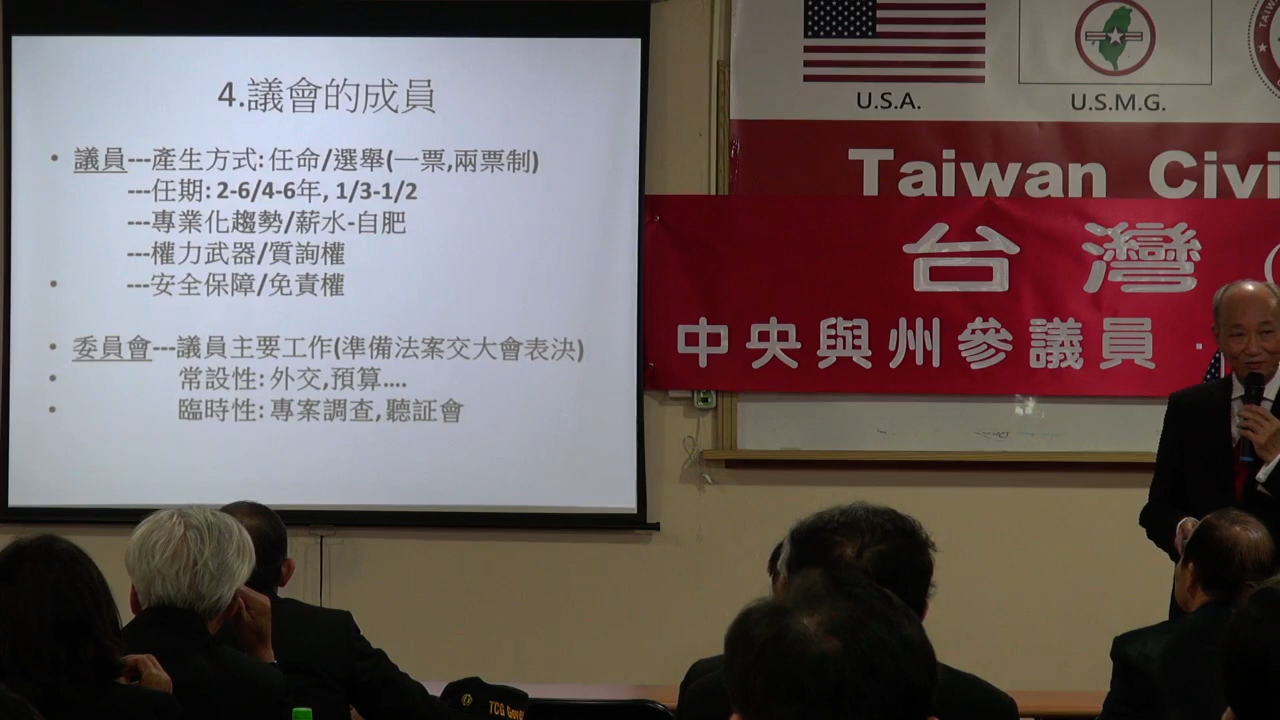 4.議會的成員
• 議員---產生方式: 任命/選舉(一票,兩票制)
---任期: 2-6/4-6年, 1/3-1/2
---專業化趨勢/薪水-自肥
---權力武器/質詢權
• ---安全保障/免責權
• 委員會---議員主要工作(準備法案交大會表決)
• 常設性: 外交,預算....
• 臨時性: 專案調查, 聽証會
U.S.A.
U.S.M.G.
Taiwan Civi
台灣
中央與州參議員
TCG Gov